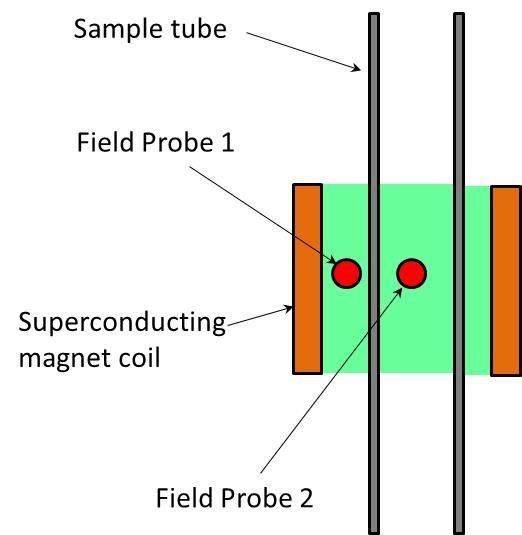 Sample tube
Field Probe 1
Superconducting
magnet coil
Field Probe 2